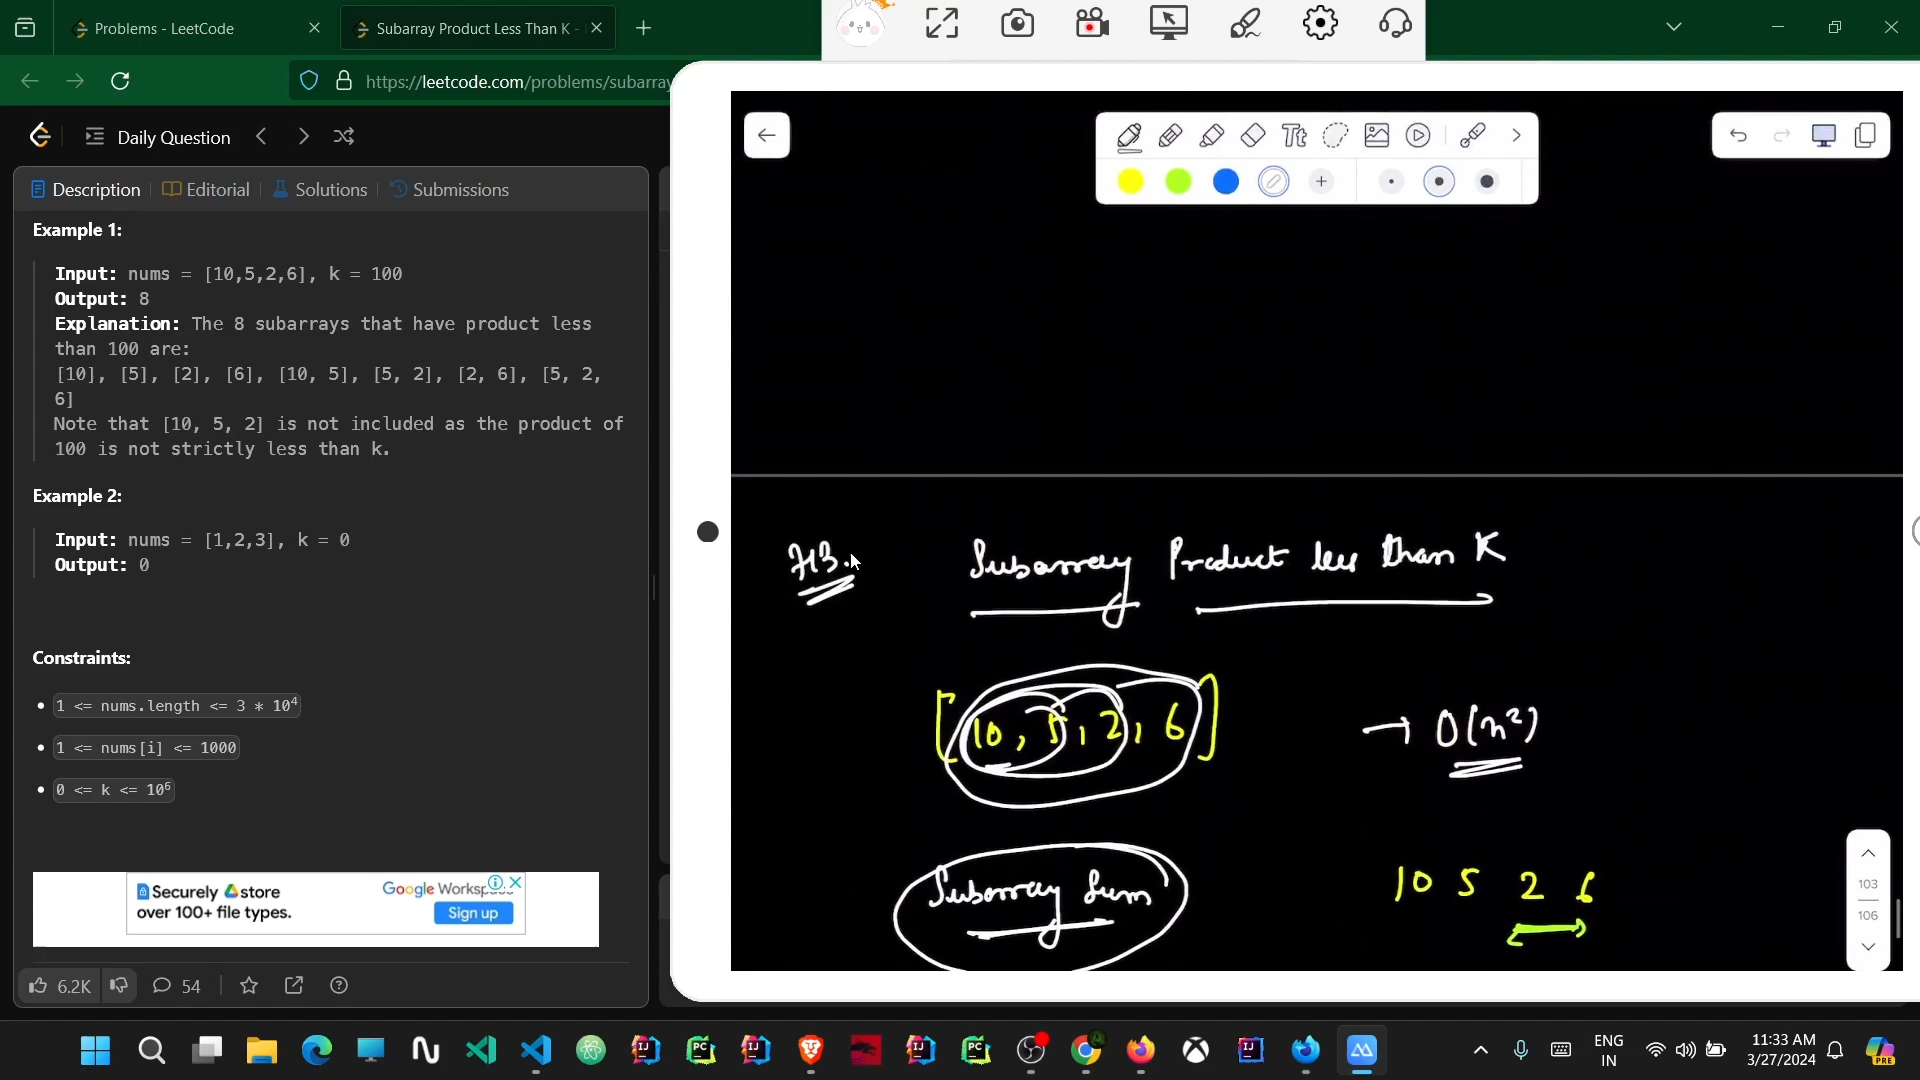 Problems - LeetCode
Subarray Product Less Than K -
https://leetcode.com/problems/subarray
Daily Question
Description
Editorial
Solutions
Submissions
Example 1:
Input: nums = [10,5,2,6], k = 100
Output: 8
Explanation: The 8 subarrays that have product less
than 100 are:
[10], [5], [2], [6], [10, 5], [5, 2], [2, 6], [5, 2,
6]
Note that [10, 5, 2] is not included as the product of
100 is not strictly less than k.
Example 2:
Input: nums = [1,2,3], k = 0
Output: 0
Constraints:
1 <= nums.length <= 3 * 10⁴
1 <= nums[i] <= 1000
0 <= k <= 10⁶
Securely store
over 100+ file types.
Google Workspace
Sign up
6.2K
54
Tt
713.
Subarray Product less than K
[10, 5, 2, 6]
→ O(n²)
Subarray Sum
10 5 2 6
103
106
ENG
IN
11:33 AM
3/27/2024